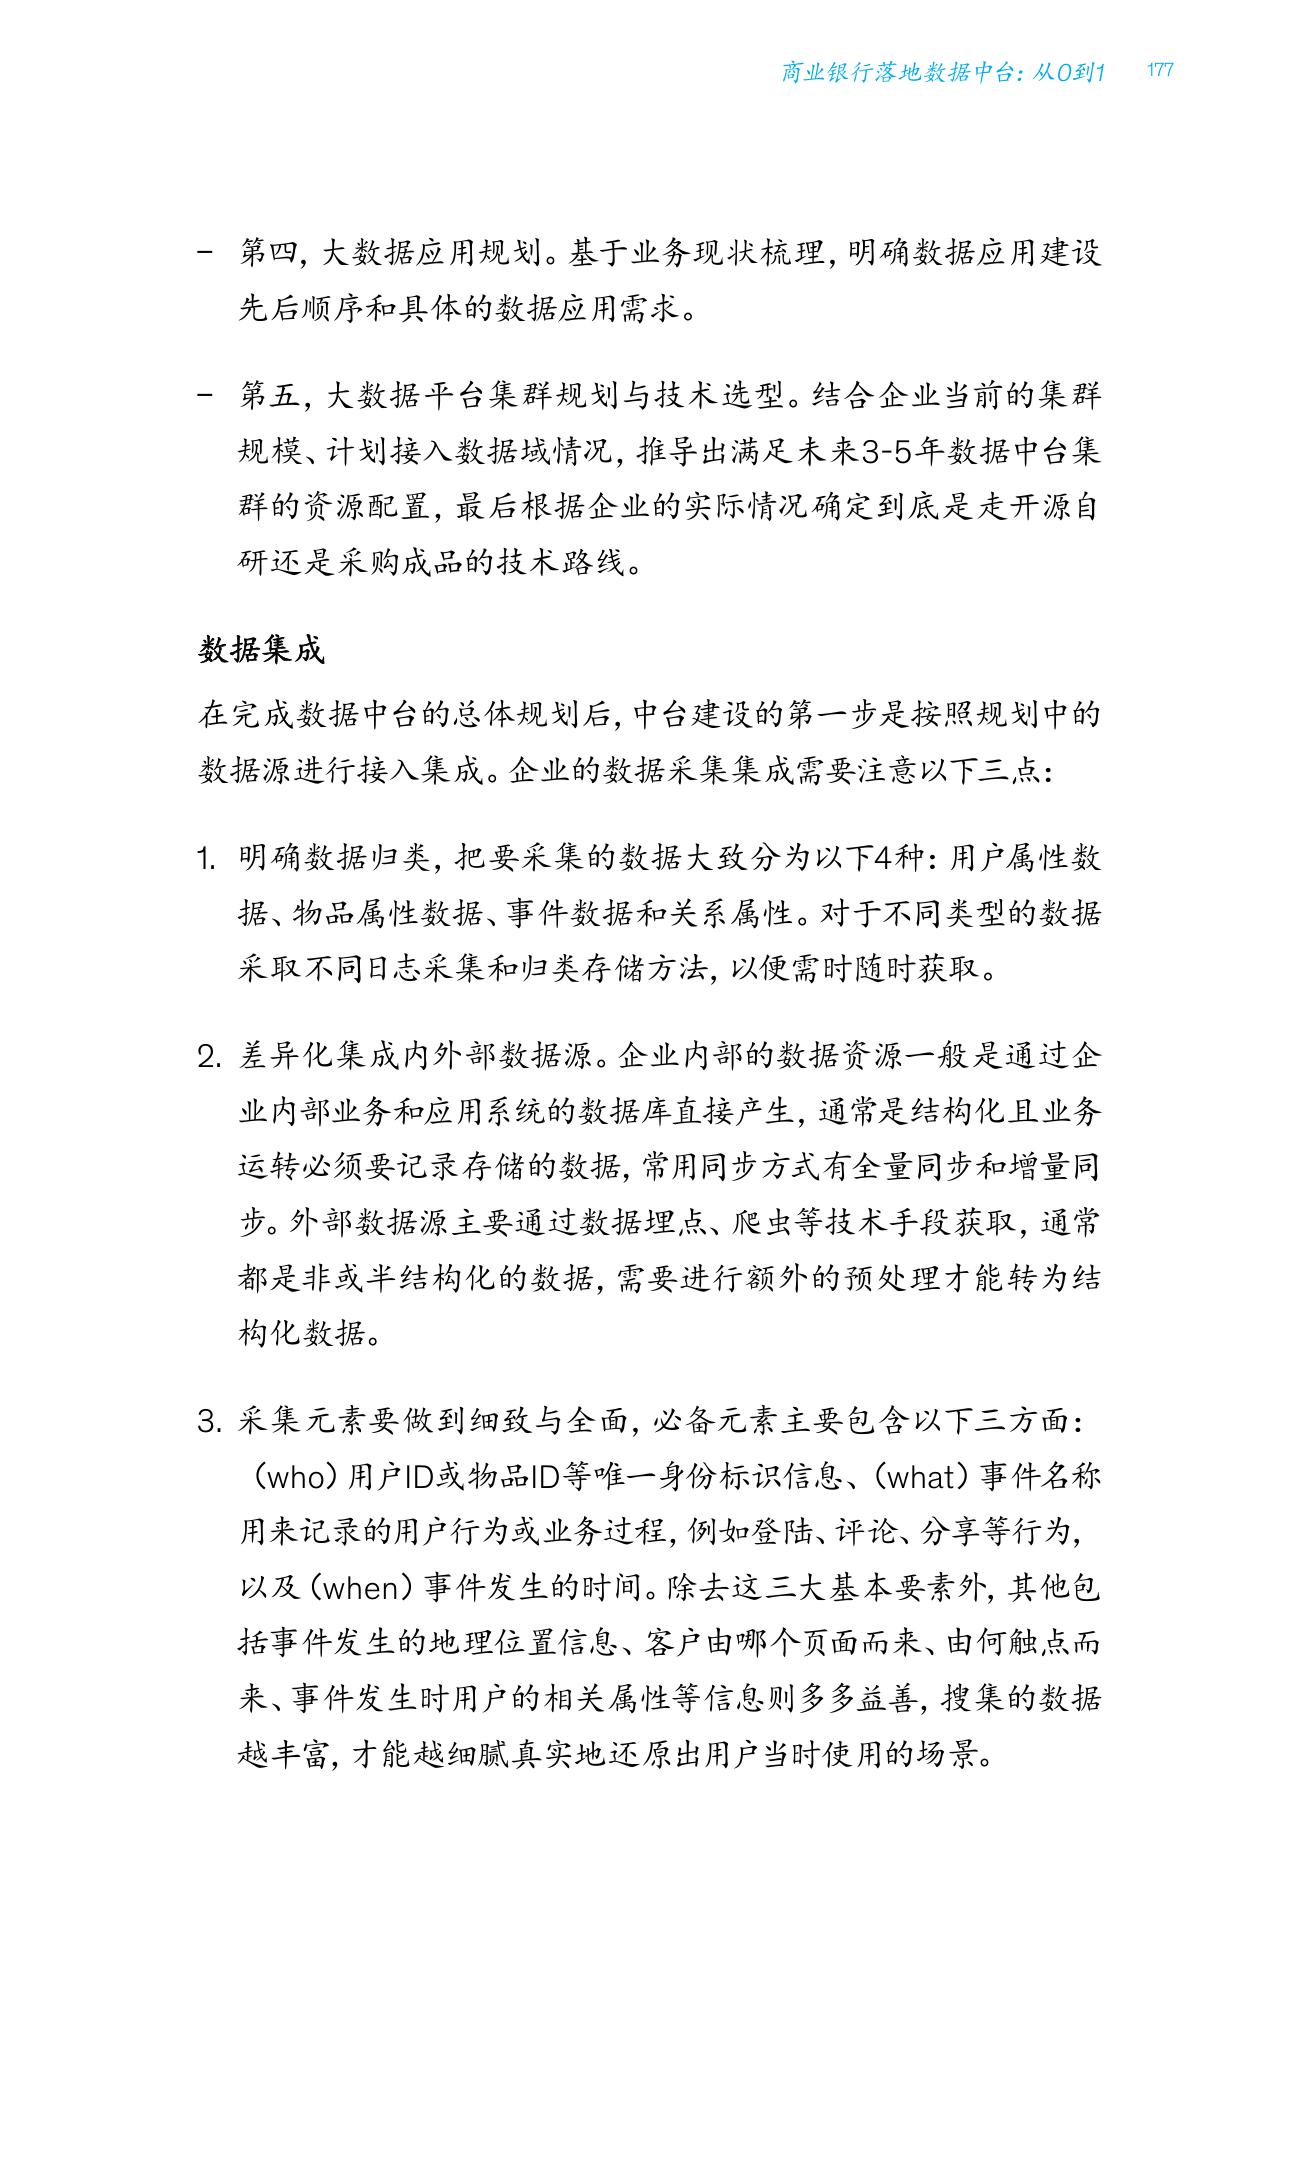 商业银行落地数据中台：从0到1 177
– 第四，大数据应用规划。基于业务现状梳理，明确数据应用建设
先后顺序和具体的数据应用需求。
– 第五，大数据平台集群规划与技术选型。结合企业当前的集群
规模、计划接入数据域情况，推导出满足未来3-5年数据中台集
群的资源配置，最后根据企业的实际情况确定到底是走开源自
研还是采购成品的技术路线。
数据集成
在完成数据中台的总体规划后，中台建设的第一步是按照规划中的
数据源进行接入集成。企业的数据采集集成需要注意以下三点：
1. 明确数据归类，把要采集的数据大致分为以下4种：用户属性数
据、物品属性数据、事件数据和关系属性。对于不同类型的数据
采取不同日志采集和归类存储方法，以便需时随时获取。
2. 差异化集成内外部数据源。企业内部的数据资源一般是通过企
业内部业务和应用系统的数据库直接产生，通常是结构化且业务
运转必须要记录存储的数据，常用同步方式有全量同步和增量同
步。外部数据源主要通过数据埋点、爬虫等技术手段获取，通常
都是非或半结构化的数据，需要进行额外的预处理才能转为结
构化数据。
3. 采集元素要做到细致与全面，必备元素主要包含以下三方面：
（who）用户ID或物品ID等唯一身份标识信息、（what）事件名称
用来记录的用户行为或业务过程，例如登陆、评论、分享等行为，
以及（when）事件发生的时间。除去这三大基本要素外，其他包
括事件发生的地理位置信息、客户由哪个页面而来、由何触点而
来、事件发生时用户的相关属性等信息则多多益善，搜集的数据
越丰富，才能越细腻真实地还原出用户当时使用的场景。